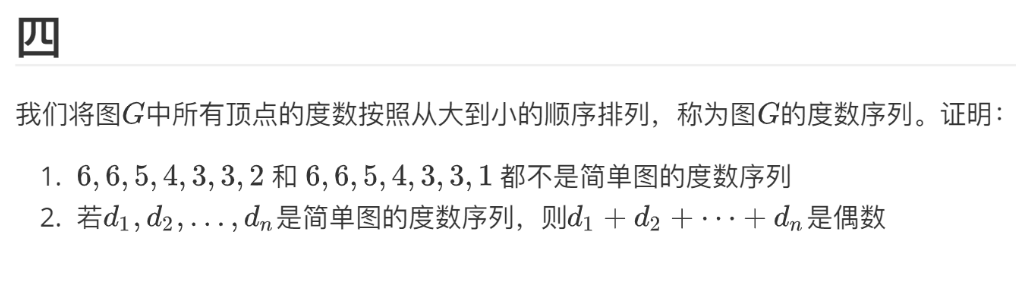 四
我们将图G中所有顶点的度数按照从大到小的顺序排列，称为图G的度数序列。证明：
1. 6, 6, 5, 4, 3, 3, 2 和 6, 6, 5, 4, 3, 3, 1 都不是简单图的度数序列
2. 若d₁, d₂, . . . , dₙ是简单图的度数序列，则d₁ + d₂ + ⋯ + dₙ是偶数